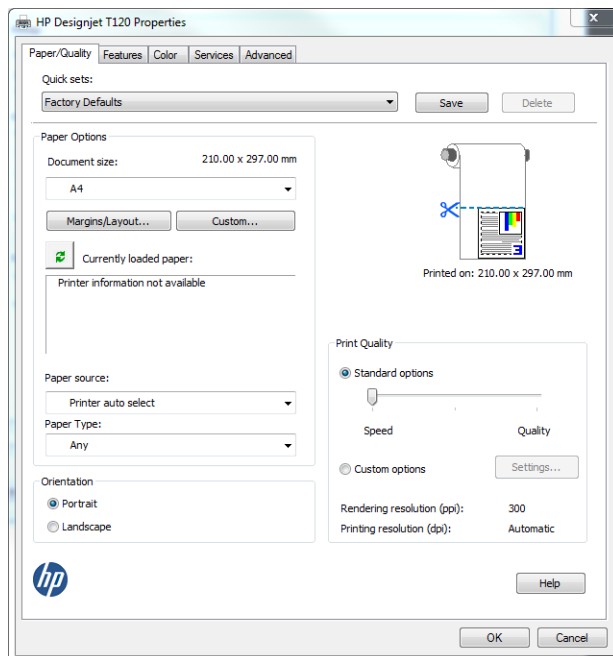 HP Designjet T120 Properties
x
Paper/Quality Features Color Services Advanced
Quick sets:
Factory Defaults Save Delete
Paper Options
Document size: 210.00 x 297.00 mm
A4
Margins/Layout... Custom...
Currently loaded paper:
Printer information not available
Paper source:
Printer auto select
Paper Type:
Any
Orientation
Portrait
Landscape
3
Printed on: 210.00 x 297.00 mm
Print Quality
Standard options
Speed Quality
Custom options Settings...
Rendering resolution (ppi): 300
Printing resolution (dpi): Automatic
hp
Help
OK Cancel